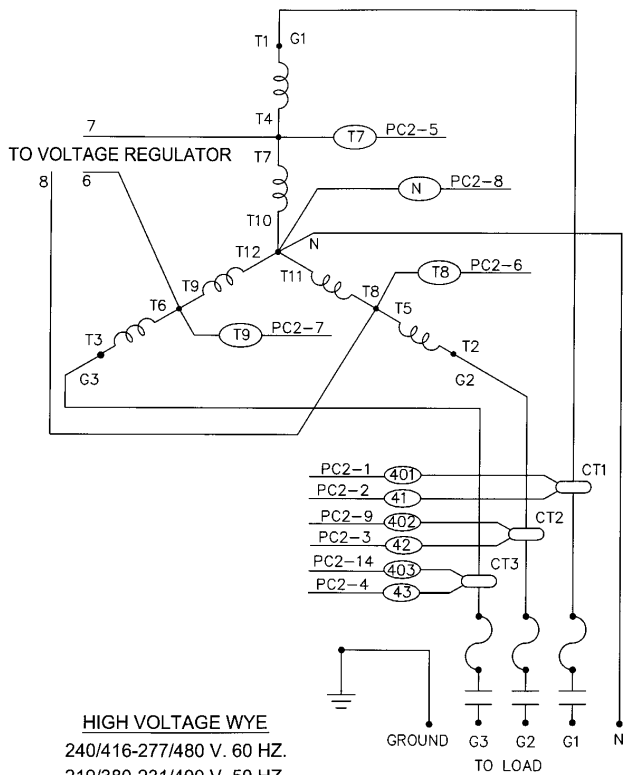 T1 G1
T4
7
T7 PC2-5
T7
TO VOLTAGE REGULATOR
8 6
N PC2-8
T10
T12 N
T9 T11 T8 T8 PC2-6
T6 T5
T3 T9 PC2-7 T2
G3 G2
PC2-1 401 CT1
PC2-2 41
PC2-9 402 CT2
PC2-3 42
PC2-14 403 CT3
PC2-4 43
GROUND G3 G2 G1 N
TO LOAD
HIGH VOLTAGE WYE
240/416-277/480 V. 60 HZ.